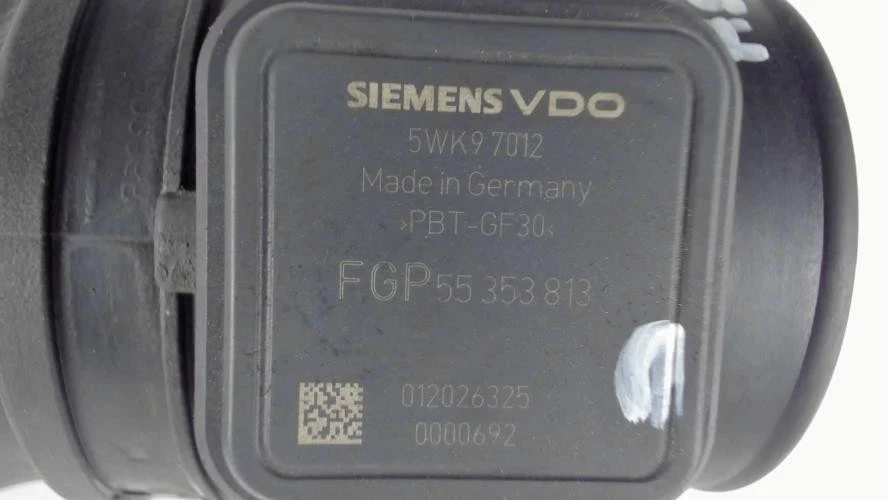 SIEMENS VDO
5WK9 7012
Made in Germany
>PBT-GF30<
FGP 55 353 813
012026325
0000692